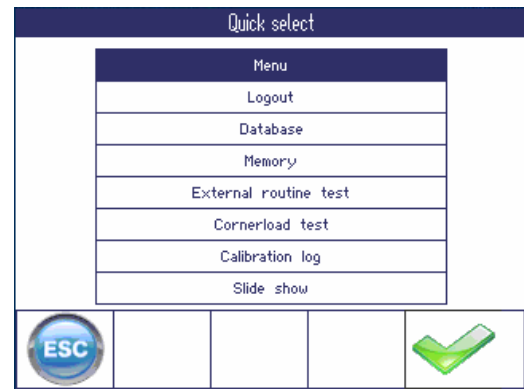 Quick select
Menu
Logout
Database
Memory
External routine test
Cornerload test
Calibration log
Slide show
ESC